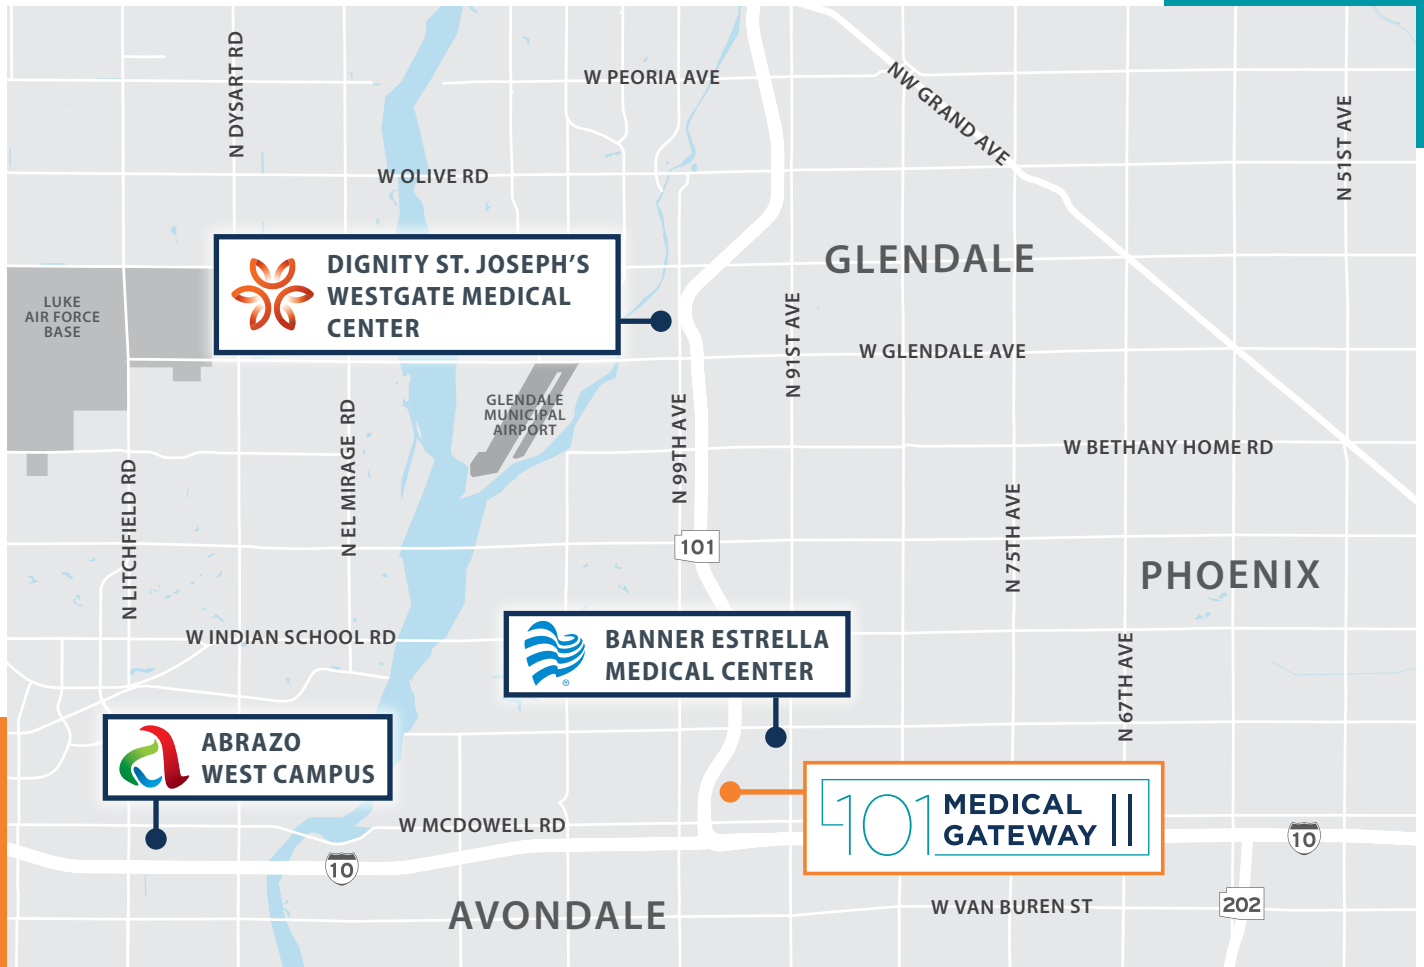 N DYSART RD
W PEORIA AVE
NW GRAND AVE
N 51ST AVE
W OLIVE RD
DIGNITY ST. JOSEPH'S
WESTGATE MEDICAL
CENTER
GLENDALE
LUKE
AIR FORCE
BASE
N 91ST AVE
W GLENDALE AVE
GLENDALE
MUNICIPAL
AIRPORT
N EL MIRAGE RD
N 99TH AVE
W BETHANY HOME RD
N LITCHFIELD RD
N 75TH AVE
101
PHOENIX
W INDIAN SCHOOL RD
BANNER ESTRELLA
MEDICAL CENTER
®
N 67TH AVE
ABRAZO
WEST CAMPUS
101 MEDICAL
GATEWAY II
W MCDOWELL RD
10
10
AVONDALE
W VAN BUREN ST
202